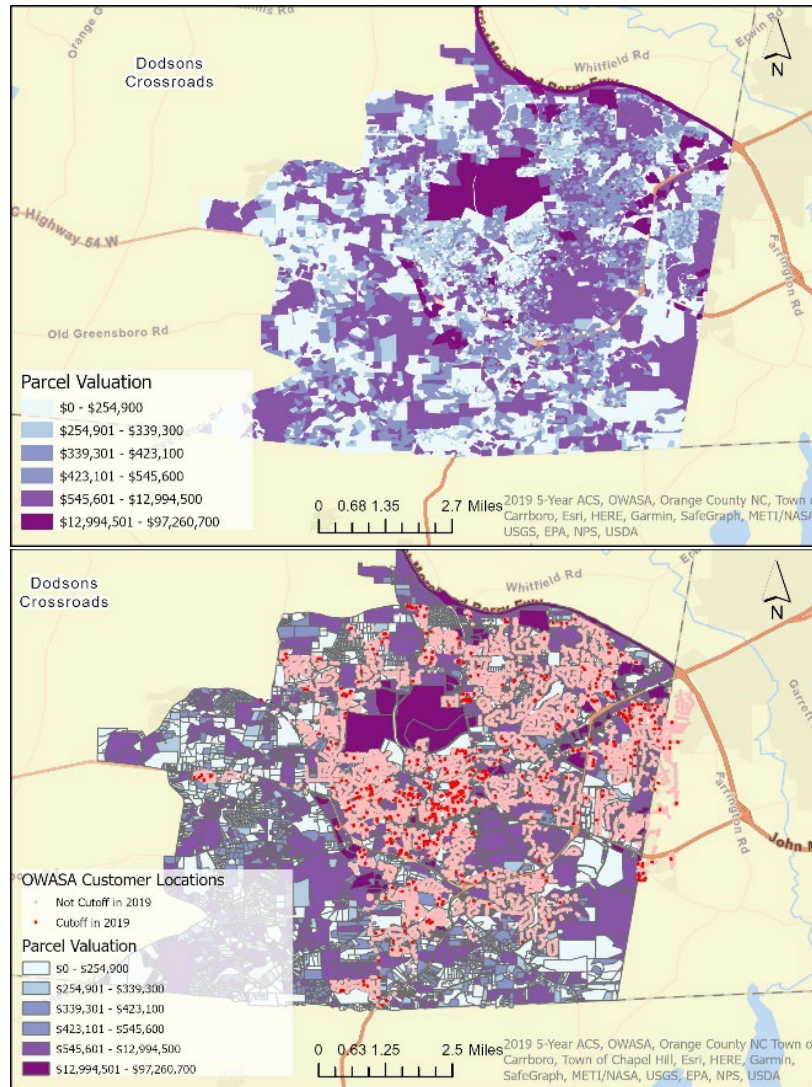 Orange G
Dodsons
Crossroads
Whitfield Rd
Erwin Rd
N
C Highway 54 W
Farrington
Rd
Old Greensboro Rd
Parcel Valuation
$0 - $254,900
$254,901 - $339,300
$339,301 - $423,100
$423,101 - $545,600
$545,601 - $12,994,500
$12,994,501 - $97,260,700
0 0.68 1.35 2.7 Miles
2019 5-Year ACS, OWASA, Orange County NC, Town of
Carrboro, Esri, HERE, Garmin, SafeGraph, METI/NASA
USGS, EPA, NPS, USDA
Dodsons
Crossroads
Whitfield Rd
N
Garrett
Farrington
Rd
John M
OWASA Customer Locations
Not Cutoff in 2019
Cutoff in 2019
Parcel Valuation
$0 - $254,900
$254,901 - $339,300
$339,301 - $423,100
$423,101 - $545,600
$545,601 - $12,994,500
$12,994,501 - $97,260,700
0 0.63 1.25 2.5 Miles
2019 5-Year ACS, OWASA, Orange County NC Town of
Carrboro, Town of Chapel Hill, Esri, HERE, Garmin,
SafeGraph, METI/NASA, USGS, EPA, NPS, USDA